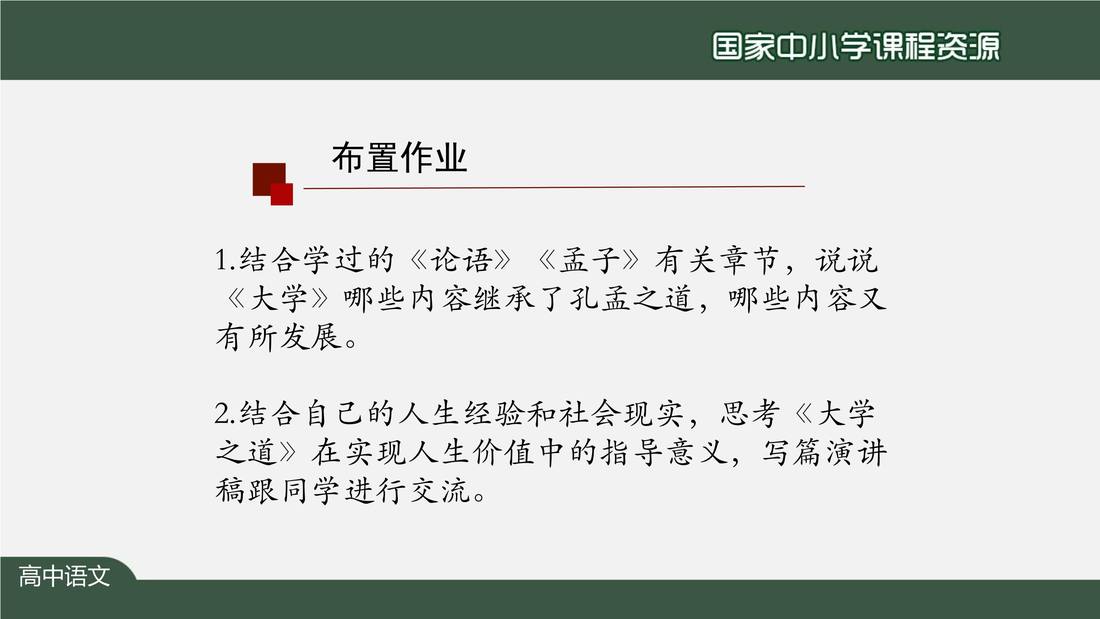 国家中小学课程资源
布置作业
1.结合学过的《论语》《孟子》有关章节，说说
《大学》哪些内容继承了孔孟之道，哪些内容又
有所发展。
2.结合自己的人生经验和社会现实，思考《大学
之道》在实现人生价值中的指导意义，写篇演讲
稿跟同学进行交流。
高中语文